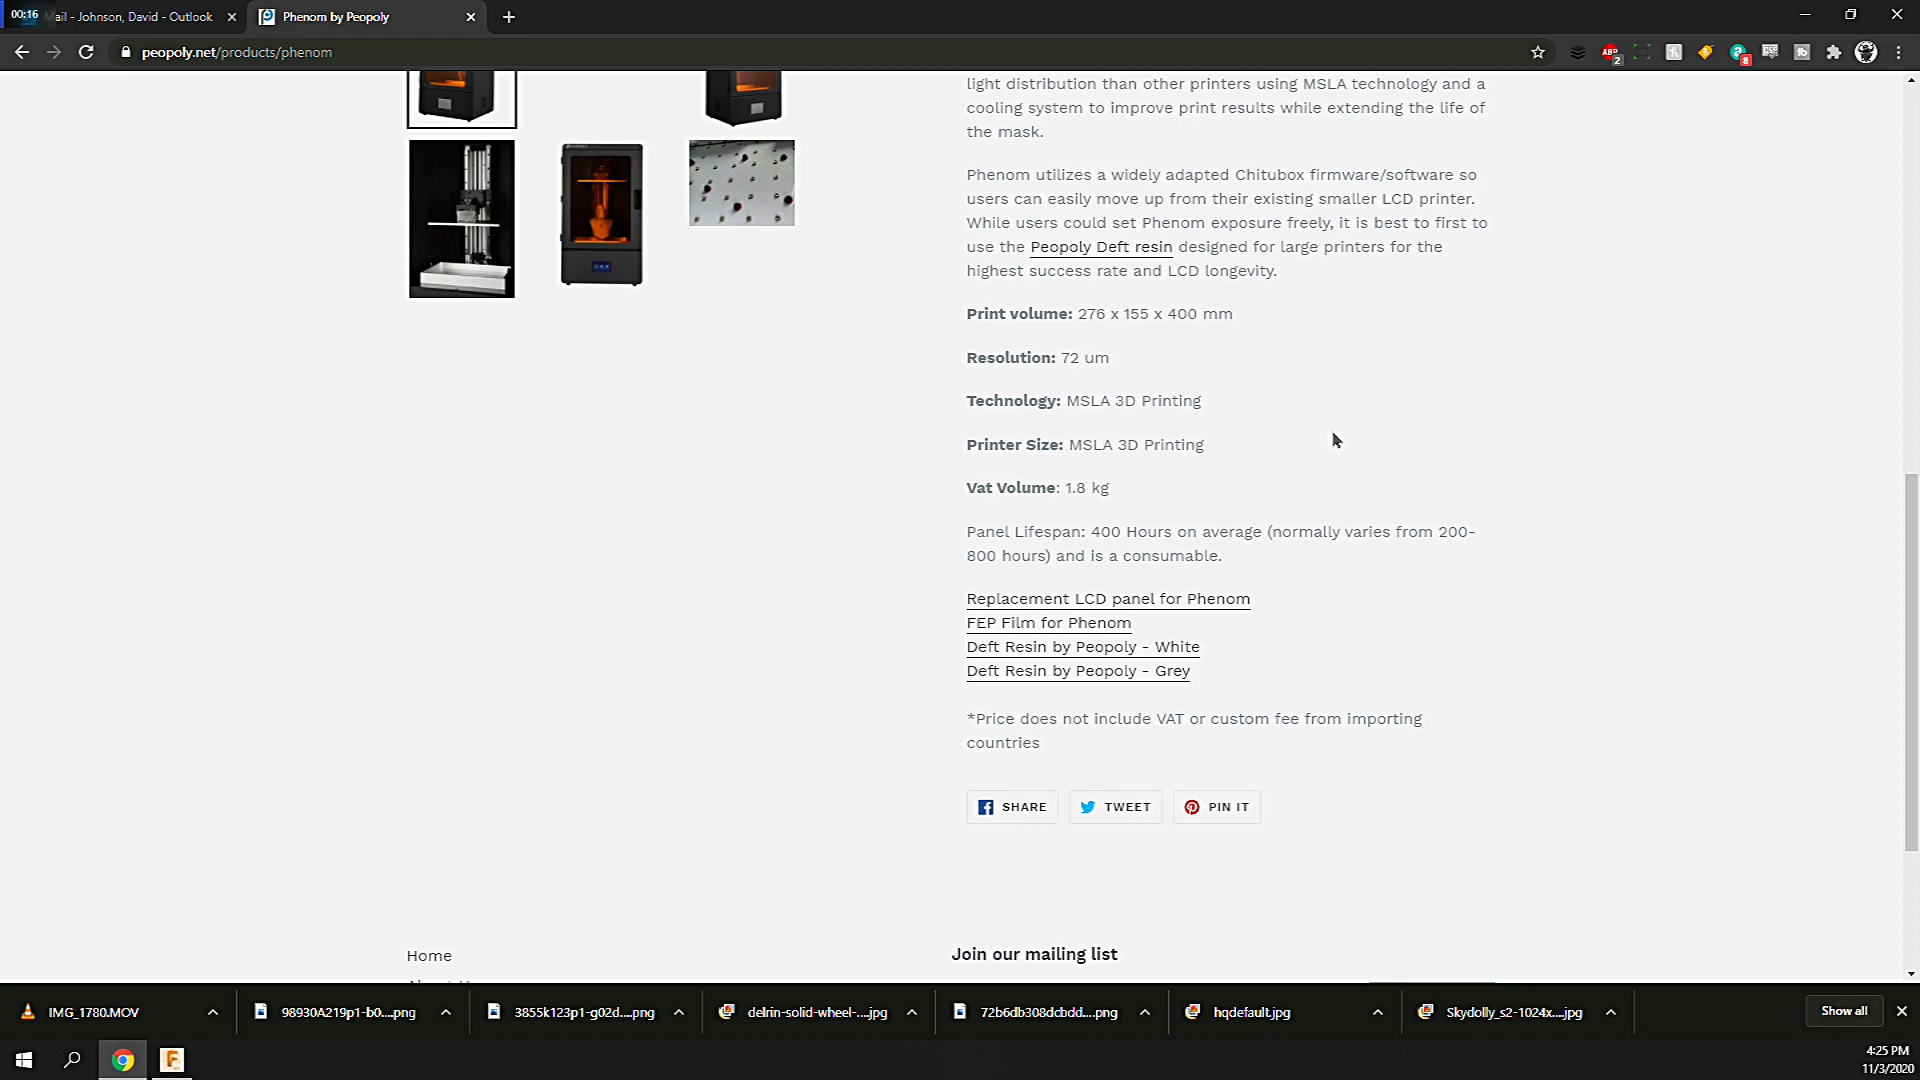 00:16
ail - Johnson, David - Outlook
Phenom by Peopoly
peopoly.net/products/phenom
ABP
2
8
light distribution than other printers using MSLA technology and a
cooling system to improve print results while extending the life of
the mask.
Phenom utilizes a widely adapted Chitubox firmware/software so
users can easily move up from their existing smaller LCD printer.
While users could set Phenom exposure freely, it is best to first to
use the Peopoly Deft resin designed for large printers for the
highest success rate and LCD longevity.
Print volume: 276 x 155 x 400 mm
Resolution: 72 um
Technology: MSLA 3D Printing
Printer Size: MSLA 3D Printing
Vat Volume: 1.8 kg
Panel Lifespan: 400 Hours on average (normally varies from 200-
800 hours) and is a consumable.
Replacement LCD panel for Phenom
FEP Film for Phenom
Deft Resin by Peopoly - White
Deft Resin by Peopoly - Grey
*Price does not include VAT or custom fee from importing
countries
SHARE
TWEET
PIN IT
Home
Join our mailing list
IMG_1780.MOV
98930A219p1-b0....png
3855k123p1-g02d....png
delrin-solid-wheel-....jpg
72b6db308dcbdd....png
hqdefault.jpg
Skydolly_s2-1024x....jpg
Show all
4:25 PM
11/3/2020